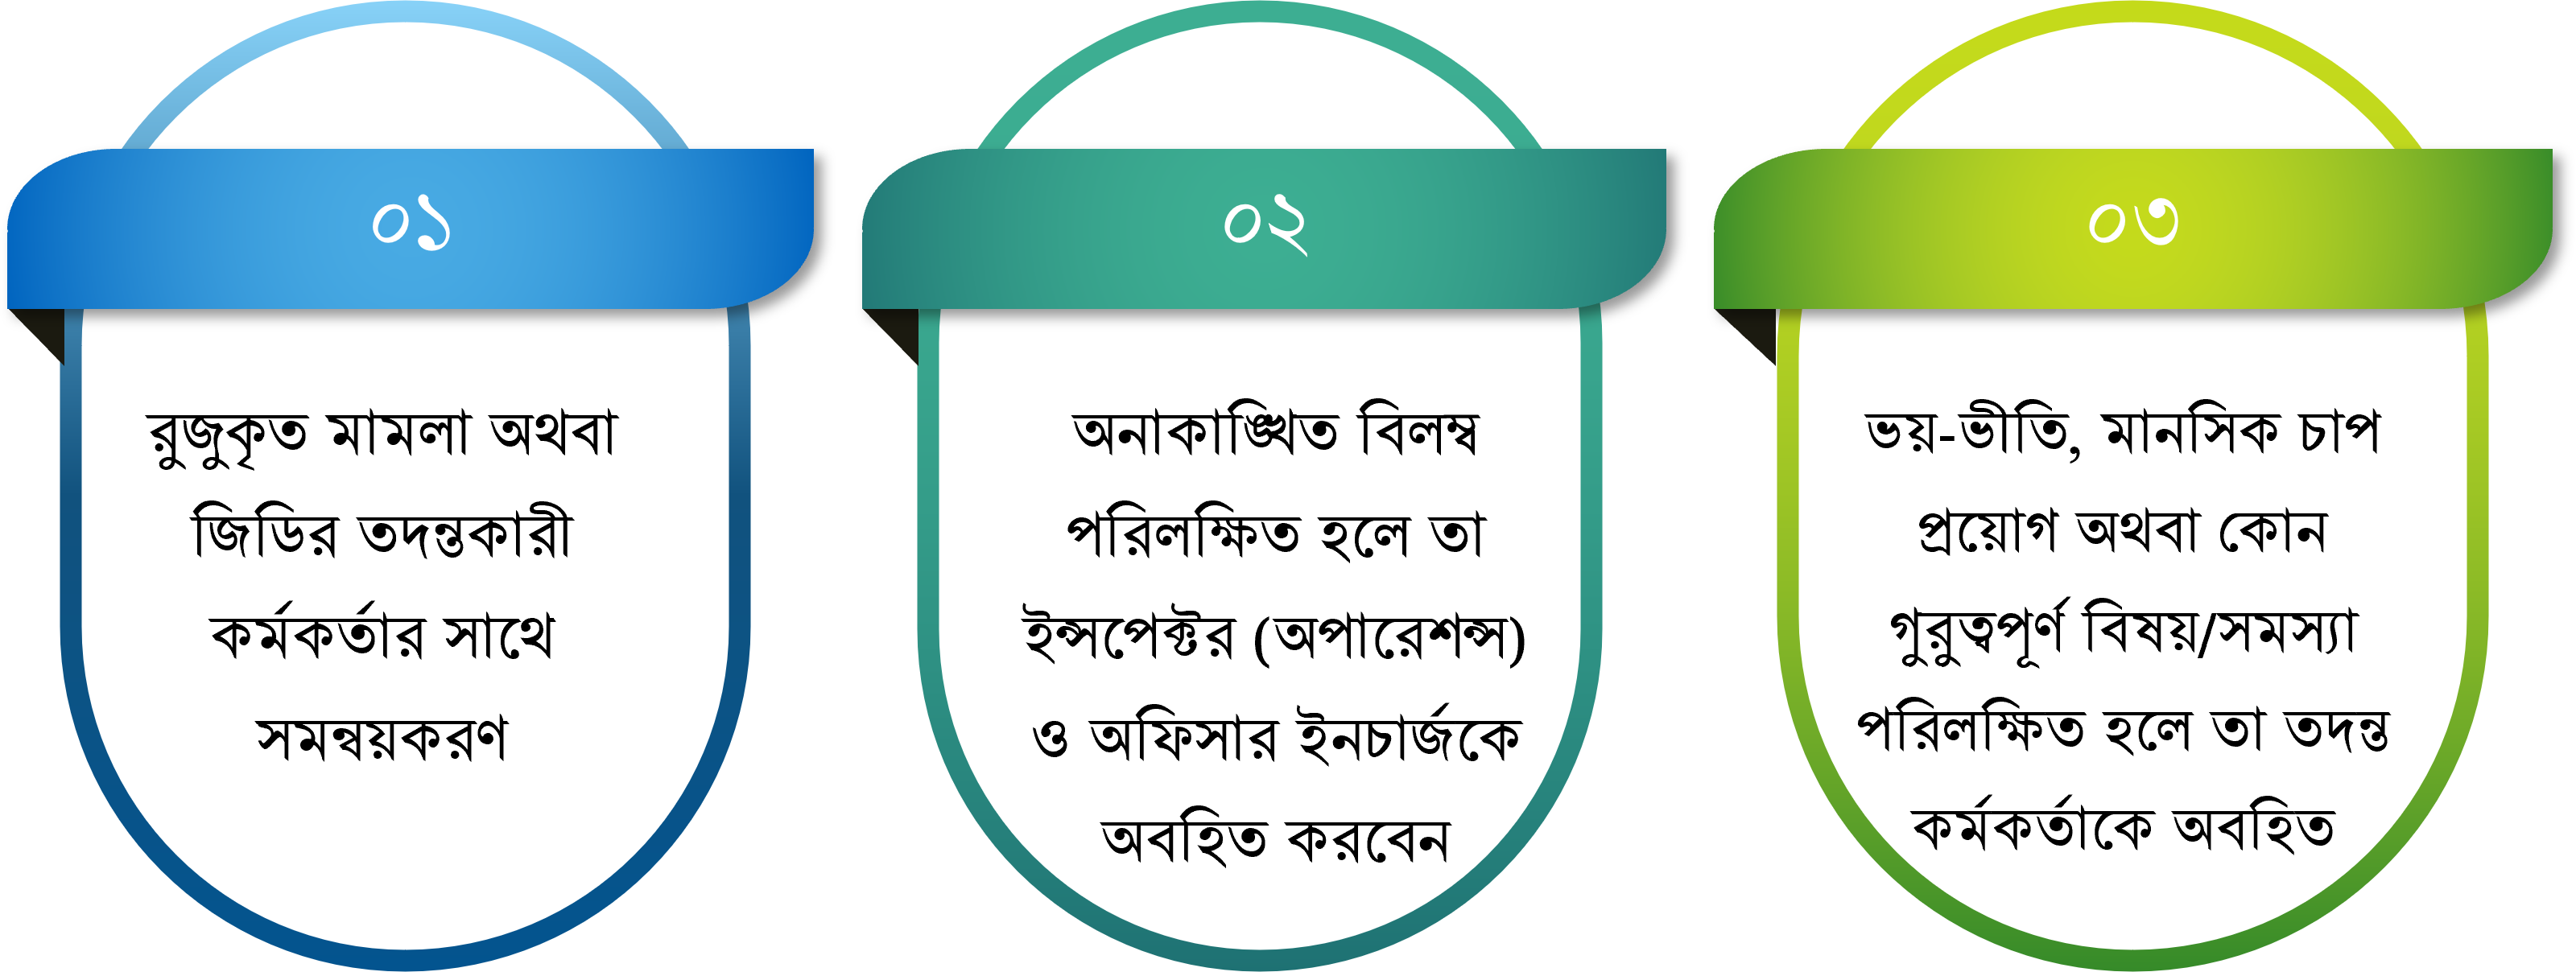 ০১
রুজুকৃত মামলা অথবা
জিডির তদন্তকারী
কর্মকর্তার সাথে
সমন্বয়করণ
০২
অনাকাঙ্খিত বিলম্ব
পরিলক্ষিত হলে তা
ইন্সপেক্টর (অপারেশন্স)
ও অফিসার ইনচার্জকে
অবহিত করবেন
০৩
ভয়-ভীতি, মানসিক চাপ
প্রয়োগ অথবা কোন
গুরুত্বপূর্ণ বিষয়/সমস্যা
পরিলক্ষিত হলে তা তদন্ত
কর্মকর্তাকে অবহিত